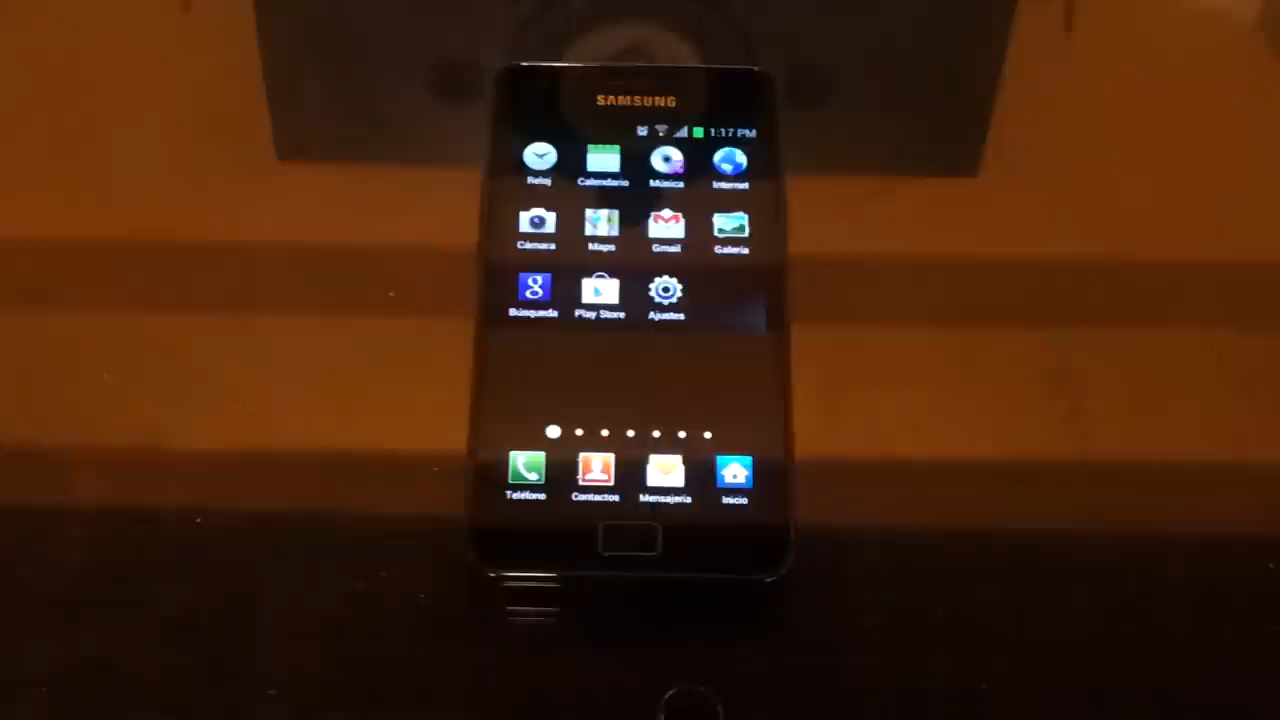 SAMSUNG
1:17 PM
Reloj Calendario Música Internet
Cámara Maps Gmail Galería
Búsqueda Play Store Ajustes
Teléfono Contactos Mensajería Inicio